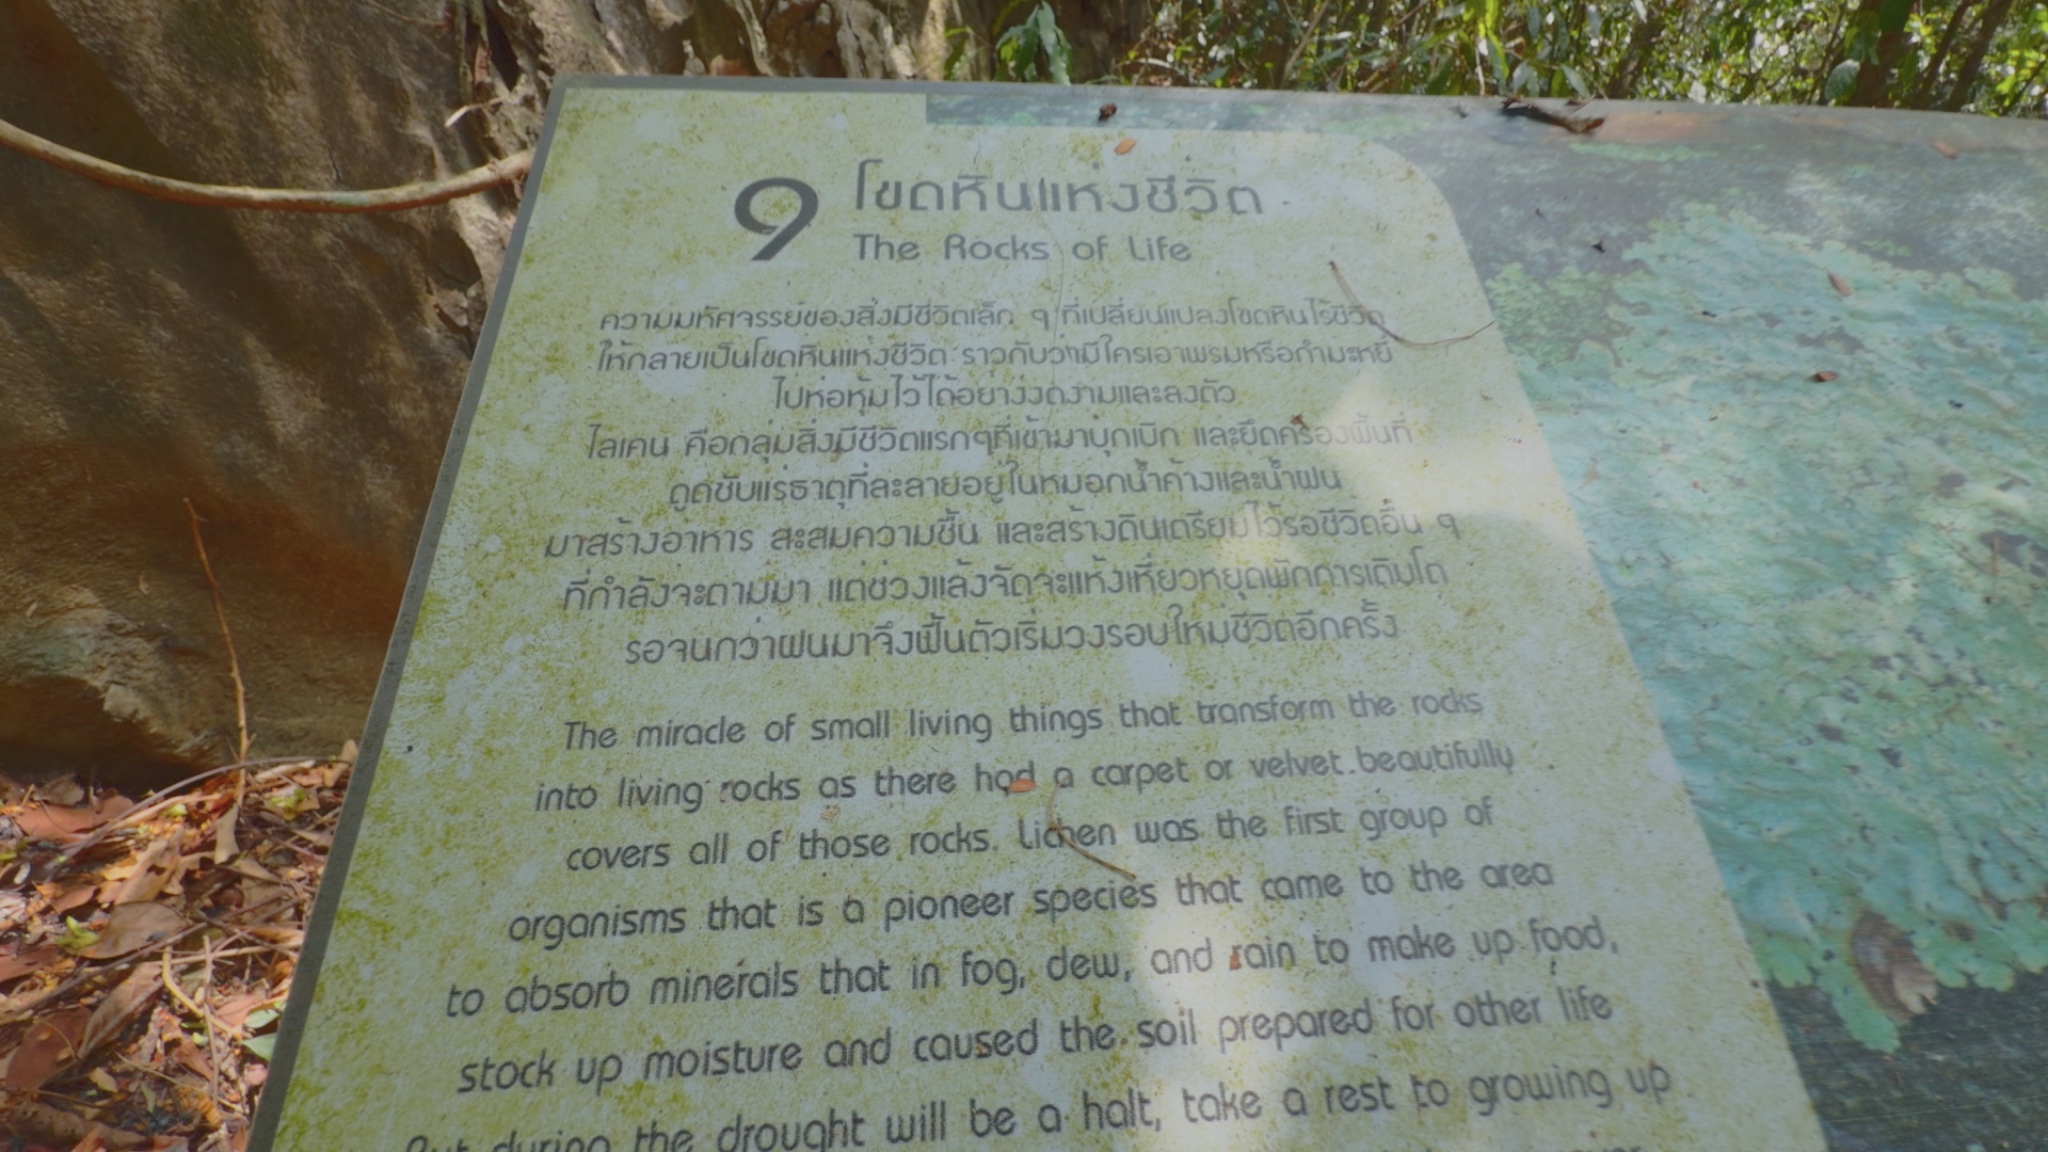 9
โขดหินแห่งชีวิต
The Rocks of Life
ความมหัศจรรย์ของสิ่งมีชีวิตเล็ก ๆ ที่เปลี่ยนแปลงโขดหินไร้ชีวิต
ให้กลายเป็นโขดหินแห่งชีวิต ราวกับว่ามีใครเอาพรมหรือกำมะหยี่
ไปห่อหุ้มไว้ได้อย่างงดงามและลงตัว
ไลเคน คือกลุ่มสิ่งมีชีวิตแรกๆที่เข้ามาบุกเบิก และยึดครองพื้นที่
ดูดซับแร่ธาตุที่ละลายอยู่ในหมอกน้ำค้างและน้ำฝน
มาสร้างอาหาร สะสมความชื้น และสร้างดินเตรียมไว้รอชีวิตอื่น ๆ
ที่กำลังจะตามมา แต่ช่วงแล้งจัดจะแห้งเหี่ยวหยุดพักการเติบโต
รอจนกว่าฝนมาจึงฟื้นตัวเริ่มวงรอบใหม่ชีวิตอีกครั้ง
The miracle of small living things that transform the rocks
into living rocks as there had a carpet or velvet beautifully
covers all of those rocks. Lichen was the first group of
organisms that is a pioneer species that came to the area
to absorb minerals that in fog, dew, and rain to make up food,
stock up moisture and caused the soil prepared for other life
But during the drought will be a halt, take a rest to growing up